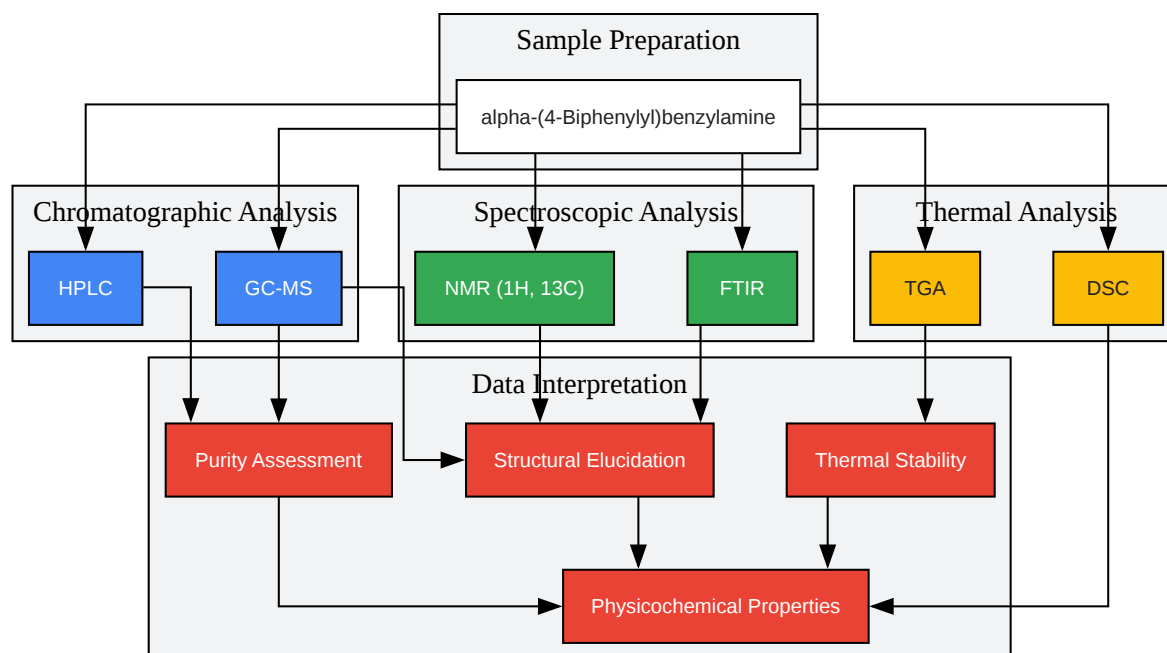 Sample Preparation
alpha-(4-Biphenylyl)benzylamine
Chromatographic Analysis
Spectroscopic Analysis
Thermal Analysis
HPLC
GC-MS
NMR (1H, 13C)
FTIR
TGA
DSC
Data Interpretation
Purity Assessment
Structural Elucidation
Thermal Stability
Physicochemical Properties